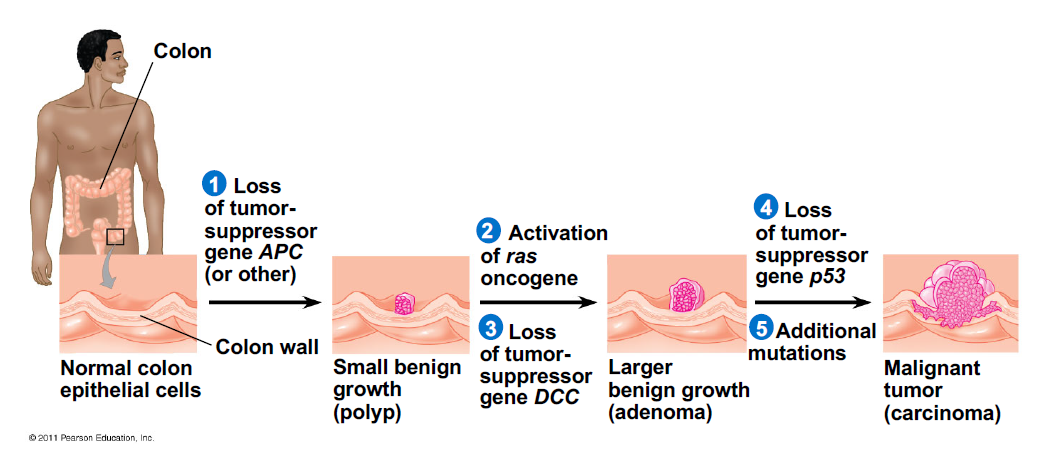 Colon
1 Loss
of tumor-
suppressor
gene APC
(or other)
Colon wall
Normal colon
epithelial cells
Small benign
growth
(polyp)
2 Activation
of ras
oncogene
3 Loss
of tumor-
suppressor
gene DCC
Larger
benign growth
(adenoma)
4 Loss
of tumor-
suppressor
gene p53
5 Additional
mutations
Malignant
tumor
(carcinoma)
© 2011 Pearson Education, Inc.